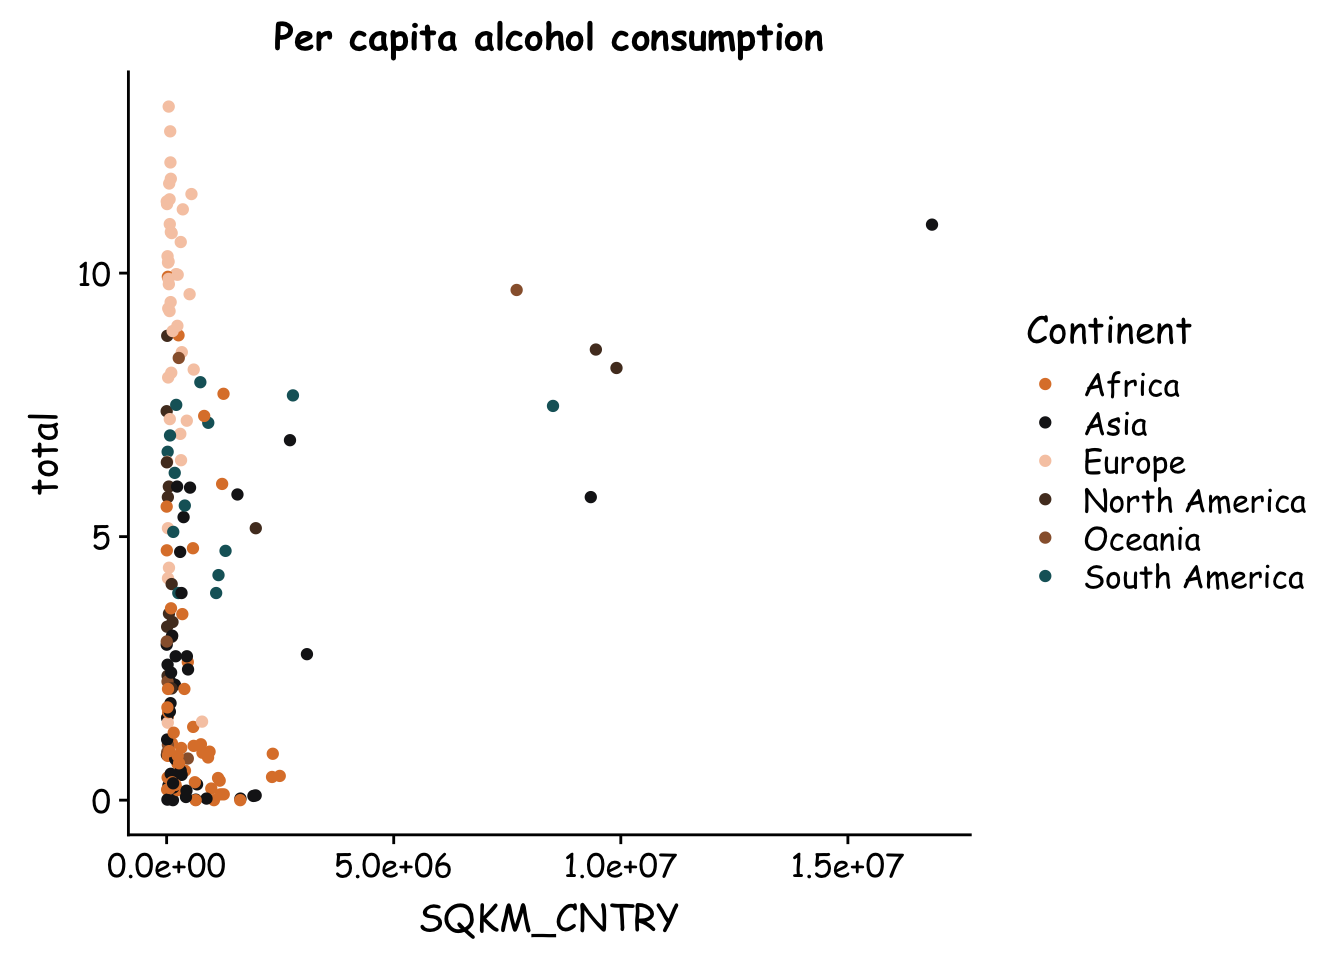 Per capita alcohol consumption
total
10
5
0
0.0e+00 5.0e+06 1.0e+07 1.5e+07
SQKM_CNTRY
Continent
Africa
Asia
Europe
North America
Oceania
South America